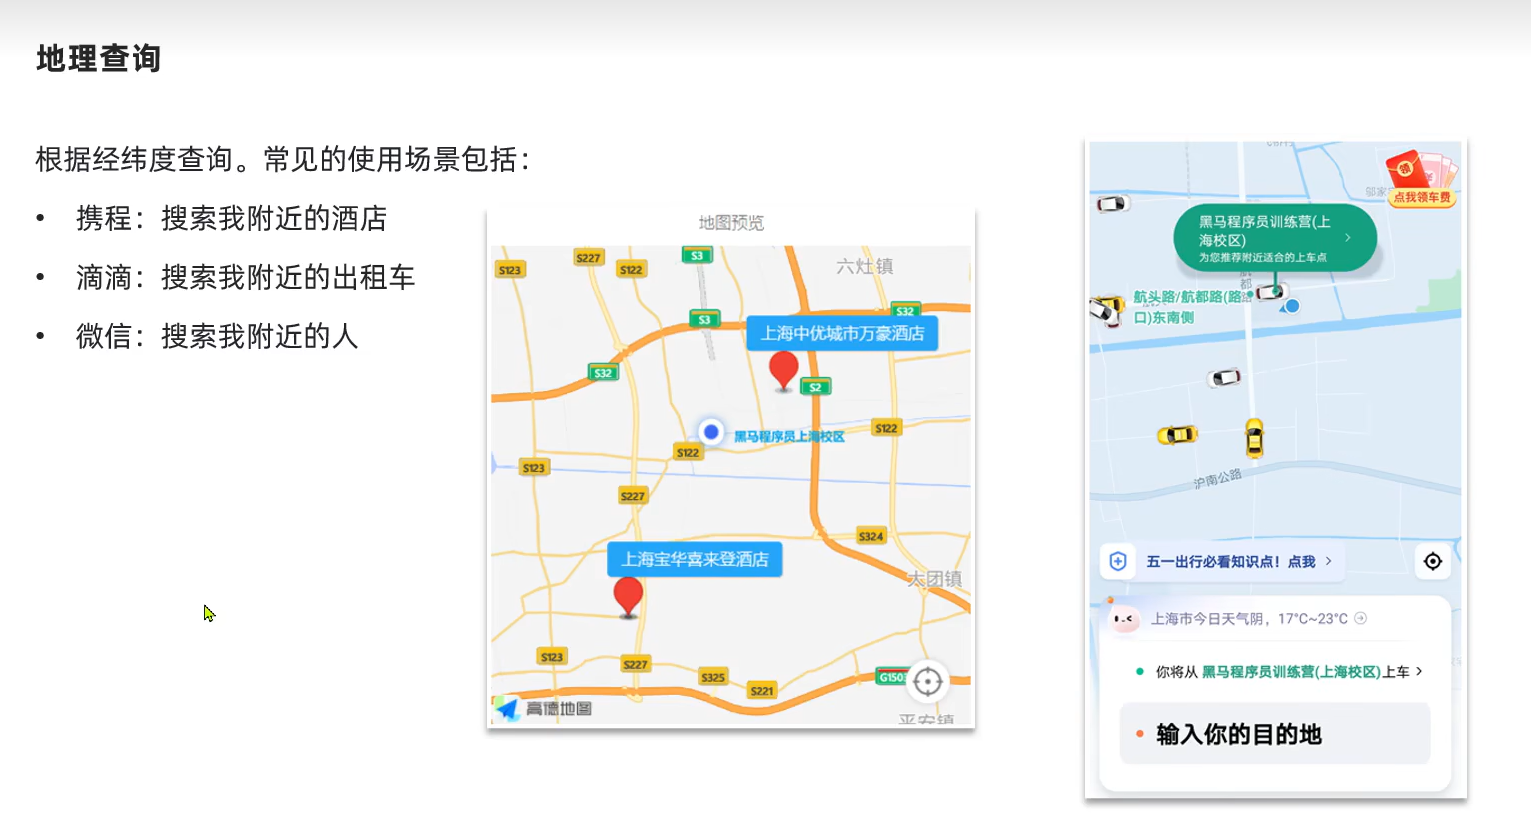 地理查询
根据经纬度查询。常见的使用场景包括：
• 携程：搜索我附近的酒店
• 滴滴：搜索我附近的出租车
• 微信：搜索我附近的人
地图预览
六灶镇
S123
S227
S122
S3
S3
S32
上海中优城市万豪酒店
S32
S2
黑马程序员上海校区
S122
S122
S123
S227
S324
上海宝华喜来登酒店
大团镇
S123
S227
S325
S221
G1503
高德地图
平安镇
领
点我领车费
黑马程序员训练营(上
海校区)
为您推荐附近适合的上车点
航都路
航头路/航都路(路
口)东南侧
沪南公路
五一出行必看知识点！点我
上海市今日天气阴，17°C~23°C
你将从 黑马程序员训练营(上海校区)上车
输入你的目的地